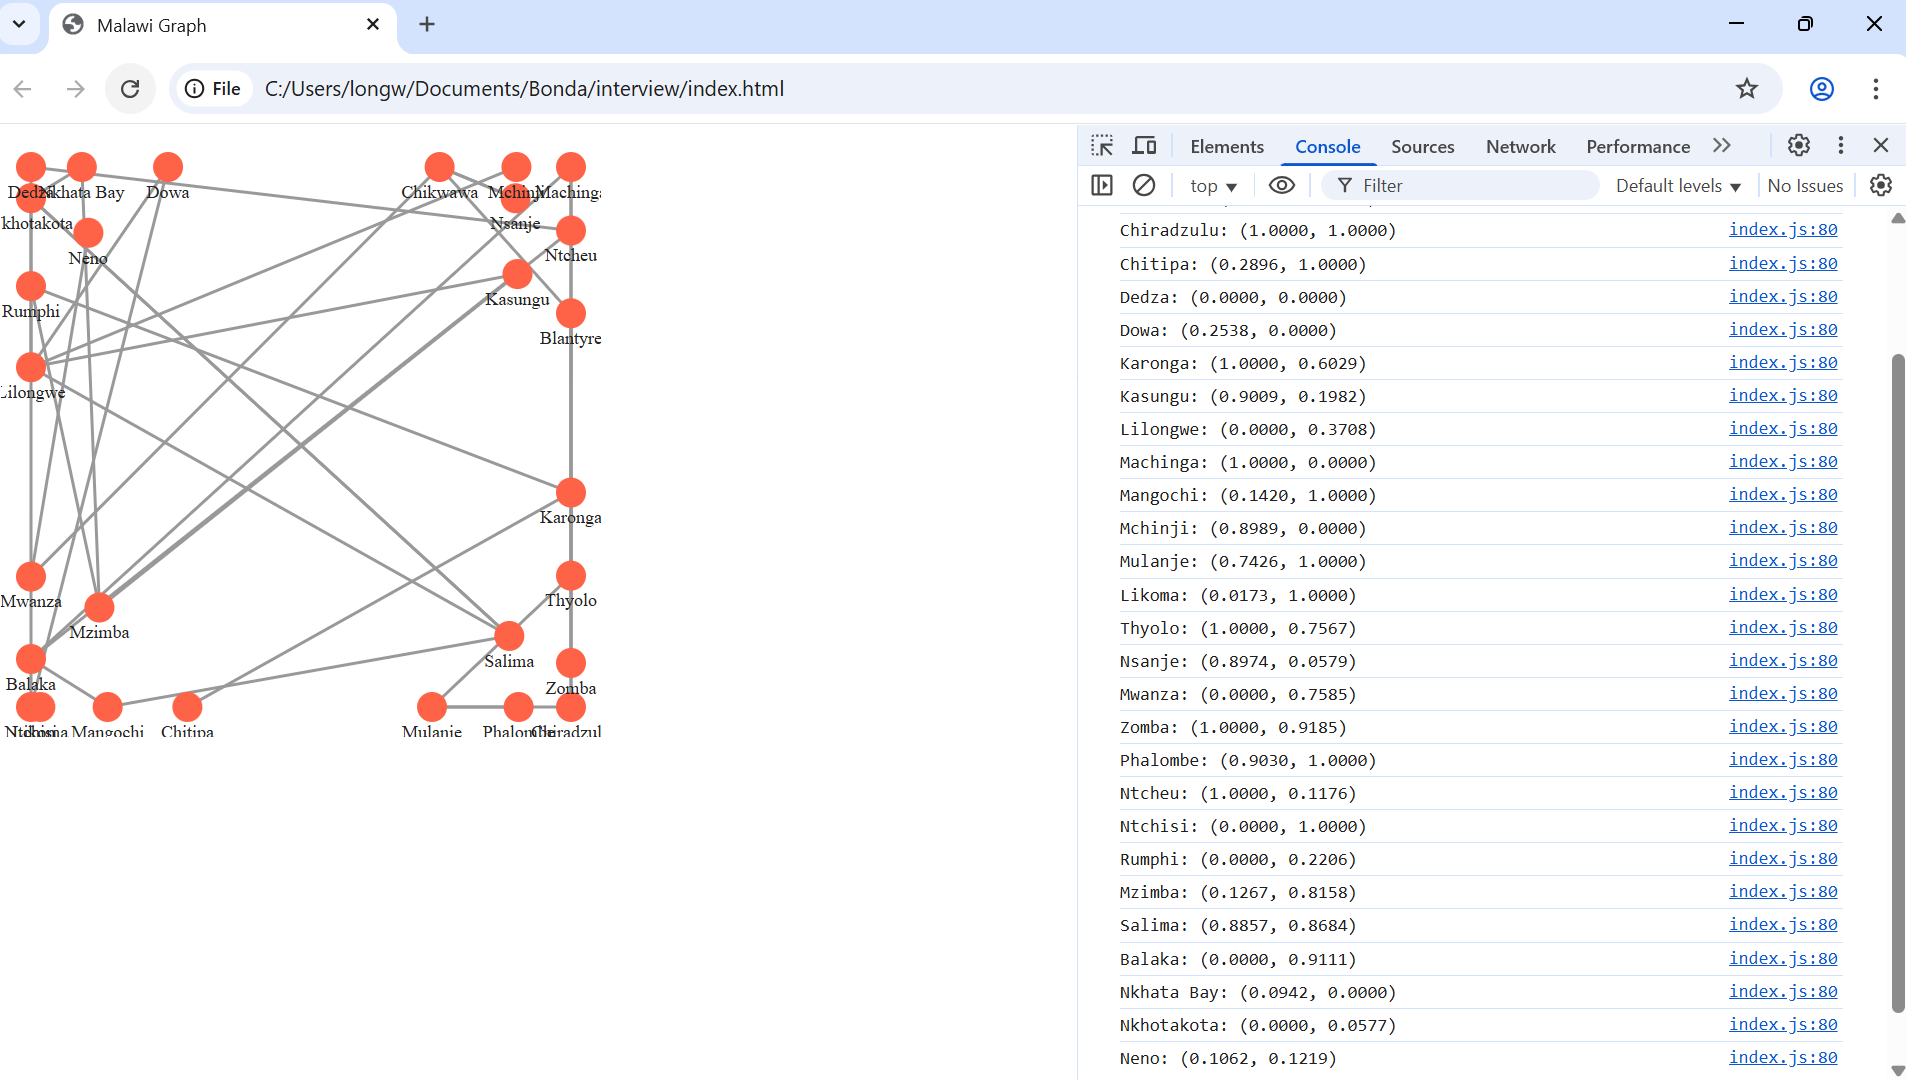 Malawi Graph
File
C:/Users/longw/Documents/Bonda/interview/index.html
Elements
Console
Sources
Network
Performance
top
Filter
Default levels
No Issues
Dedza
Nkhata Bay
Dowa
Chikwawa
Mchinji
Machinga
khotakota
Nsanje
Neno
Ntcheu
Kasungu
Rumphi
Blantyre
Lilongwe
Karonga
Mwanza
Thyolo
Mzimba
Salima
Balaka
Zomba
Ntchisi
Likoma
Mangochi
Chitipa
Mulanje
Phalombe
Chiradzul
Chiradzulu: (1.0000, 1.0000) index.js:80
Chitipa: (0.2896, 1.0000) index.js:80
Dedza: (0.0000, 0.0000) index.js:80
Dowa: (0.2538, 0.0000) index.js:80
Karonga: (1.0000, 0.6029) index.js:80
Kasungu: (0.9009, 0.1982) index.js:80
Lilongwe: (0.0000, 0.3708) index.js:80
Machinga: (1.0000, 0.0000) index.js:80
Mangochi: (0.1420, 1.0000) index.js:80
Mchinji: (0.8989, 0.0000) index.js:80
Mulanje: (0.7426, 1.0000) index.js:80
Likoma: (0.0173, 1.0000) index.js:80
Thyolo: (1.0000, 0.7567) index.js:80
Nsanje: (0.8974, 0.0579) index.js:80
Mwanza: (0.0000, 0.7585) index.js:80
Zomba: (1.0000, 0.9185) index.js:80
Phalombe: (0.9030, 1.0000) index.js:80
Ntcheu: (1.0000, 0.1176) index.js:80
Ntchisi: (0.0000, 1.0000) index.js:80
Rumphi: (0.0000, 0.2206) index.js:80
Mzimba: (0.1267, 0.8158) index.js:80
Salima: (0.8857, 0.8684) index.js:80
Balaka: (0.0000, 0.9111) index.js:80
Nkhata Bay: (0.0942, 0.0000) index.js:80
Nkhotakota: (0.0000, 0.0577) index.js:80
Neno: (0.1062, 0.1219) index.js:80